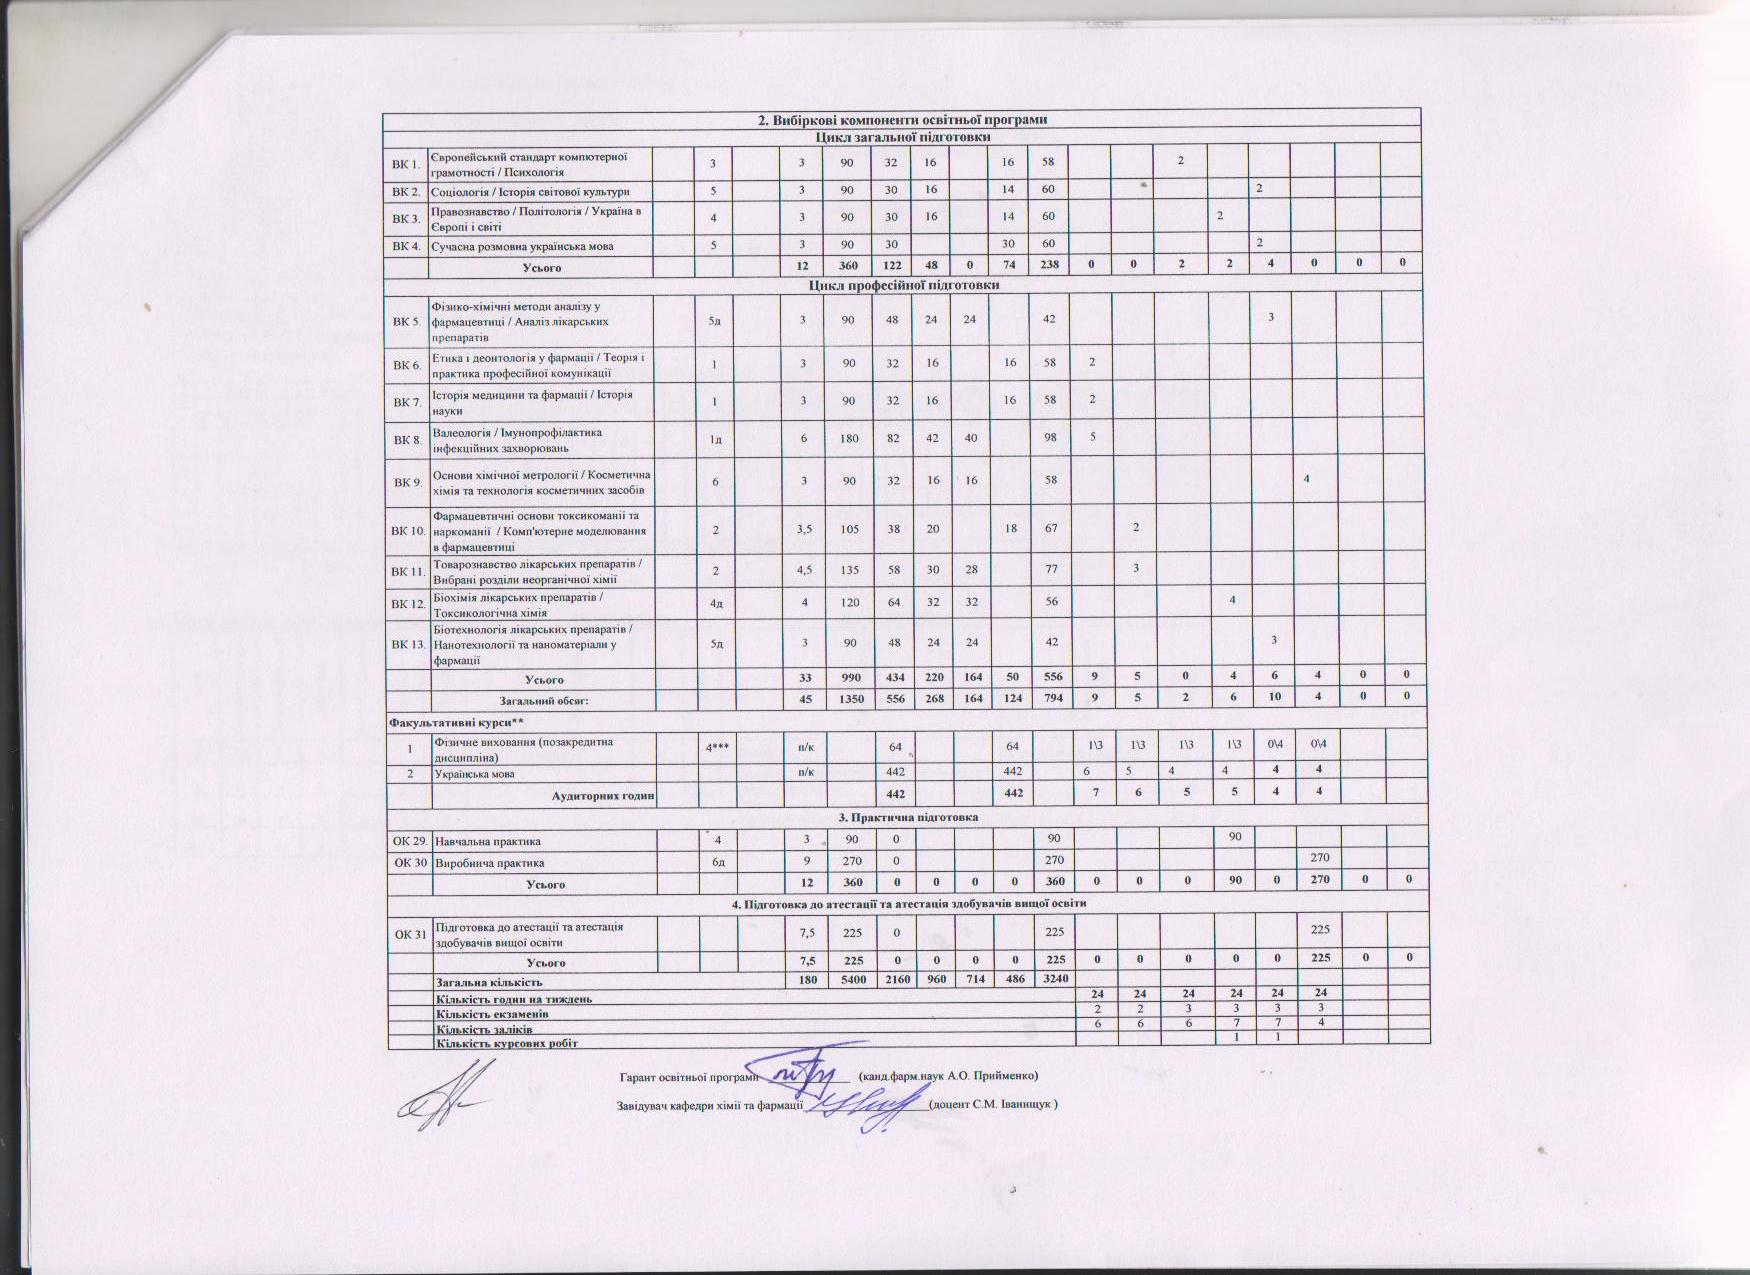 2. Вибіркові компоненти освітньої програми
Цикл загальної підготовки
ВК 1. Європейський стандарт компютерної грамотності / Психологія 3 3 90 32 16 16 58 2
ВК 2. Соціологія / Історія світової культури 5 3 90 30 16 14 60 2
ВК 3. Правознавство / Політологія / Україна в Європі і світі 4 3 90 30 16 14 60 2
ВК 4. Сучасна розмовна українська мова 5 3 90 30 30 60 2
Усього 12 360 122 48 0 74 238 0 0 2 2 4 0 0 0
Цикл професійної підготовки
ВК 5. Фізико-хімічні методи аналізу у фармацевтиці / Аналіз лікарських препаратів 5д 3 90 48 24 24 42 3
ВК 6. Етика і деонтологія у фармації / Теорія і практика професійної комунікації 1 3 90 32 16 16 58 2
ВК 7. Історія медицини та фармації / Історія науки 1 3 90 32 16 16 58 2
ВК 8. Валеологія / Імунопрофілактика інфекційних захворювань 1д 6 180 82 42 40 98 5
ВК 9. Основи хімічної метрології / Косметична хімія та технологія косметичних засобів 6 3 90 32 16 16 58 4
ВК 10. Фармацевтичні основи токсикоманії та наркоманії / Комп'ютерне моделювання в фармацевтиці 2 3,5 105 38 20 18 67 2
ВК 11. Товарознавство лікарських препаратів / Вибрані розділи неорганічної хімії 2 4,5 135 58 30 28 77 3
ВК 12. Біохімія лікарських препаратів / Токсикологічна хімія 4д 4 120 64 32 32 56 4
ВК 13. Біотехнологія лікарських препаратів / Нанотехнології та наноматеріали у фармації 5д 3 90 48 24 24 42 3
Усього 33 990 434 220 164 50 556 9 5 0 4 6 4 0 0
Загальний обсяг: 45 1350 556 268 164 124 794 9 5 2 6 10 4 0 0
Факультативні курси**
1 Фізичне виховання (позакредитна дисципліна) 4*** п/к 64 64 1\3 1\3 1\3 1\3 0\4 0\4
2 Українська мова п/к 442 442 6 5 4 4 4 4
Аудиторних годин 442 442 7 6 5 5 4 4
3. Практична підготовка
ОК 29. Навчальна практика 4 3 90 0 90 90
ОК 30 Виробнича практика 6д 9 270 0 270 270
Усього 12 360 0 0 0 0 360 0 0 0 90 0 270 0 0
4. Підготовка до атестації та атестація здобувачів вищої освіти
ОК 31 Підготовка до атестації та атестація здобувачів вищої освіти 7,5 225 0 225 225
Усього 7,5 225 0 0 0 0 225 0 0 0 0 0 225 0 0
Загальна кількість 180 5400 2160 960 714 486 3240
Кількість годин на тиждень 24 24 24 24 24 24
Кількість екзаменів 2 2 3 3 3 3
Кількість заліків 6 6 6 7 7 4
Кількість курсових робіт 1 1
Гарант освітньої програми (канд.фарм.наук А.О. Прийменко)
Завідувач кафедри хімії та фармації (доцент С.М. Іванищук )